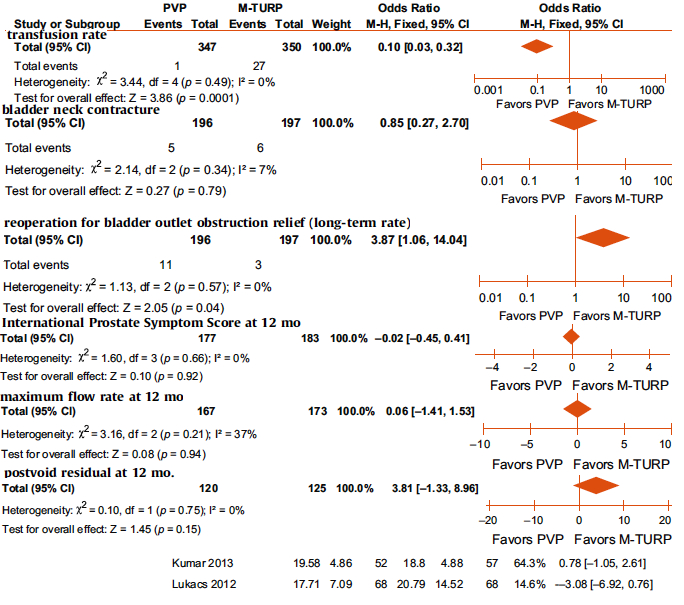 PVP M-TURP Odds Ratio Odds Ratio
Study or Subgroup Events Total Events Total Weight M-H, Fixed, 95% CI M-H, Fixed, 95% CI
transfusion rate
Total (95% CI) 347 350 100.0% 0.10 [0.03, 0.32]
Total events 1 27
Heterogeneity: χ2 = 3.44, df = 4 (p = 0.49); I² = 0%
0.001 0.1 1 10 1000
Test for overall effect: Z = 3.86 (p = 0.0001)
Favors PVP Favors M-TURP
bladder neck contracture
Total (95% CI) 196 197 100.0% 0.85 [0.27, 2.70]
Total events 5 6
Heterogeneity: χ2 = 2.14, df = 2 (p = 0.34); I² = 7%
0.01 0.1 1 10 100
Test for overall effect: Z = 0.27 (p = 0.79)
Favors PVP Favors M-TURP
reoperation for bladder outlet obstruction relief (long-term rate)
Total (95% CI) 196 197 100.0% 3.87 [1.06, 14.04]
Total events 11 3
Heterogeneity: χ2 = 1.13, df = 2 (p = 0.57); I² = 0%
0.01 0.1 1 10 100
Test for overall effect: Z = 2.05 (p = 0.04)
Favors PVP Favors M-TURP
International Prostate Symptom Score at 12 mo
Total (95% CI) 177 183 100.0% −0.02 [−0.45, 0.41]
Heterogeneity: χ2 = 1.60, df = 3 (p = 0.66); I² = 0%
−4 −2 0 2 4
Test for overall effect: Z = 0.10 (p = 0.92)
Favors PVP Favors M-TURP
maximum flow rate at 12 mo
Total (95% CI) 167 173 100.0% 0.06 [−1.41, 1.53]
Heterogeneity: χ2 = 3.16, df = 2 (p = 0.21); I² = 37%
−10 −5 0 5 10
Test for overall effect: Z = 0.08 (p = 0.94)
Favors PVP Favors M-TURP
postvoid residual at 12 mo.
Total (95% CI) 120 125 100.0% 3.81 [−1.33, 8.96]
Heterogeneity: χ2 = 0.10, df = 1 (p = 0.75); I² = 0%
−20 −10 0 10 20
Test for overall effect: Z = 1.45 (p = 0.15)
Favors PVP Favors M-TURP
Kumar 2013 19.58 4.86 52 18.8 4.88 57 64.3% 0.78 [−1.05, 2.61]
Lukacs 2012 17.71 7.09 68 20.79 14.52 68 14.6% −3.08 [−6.92, 0.76]